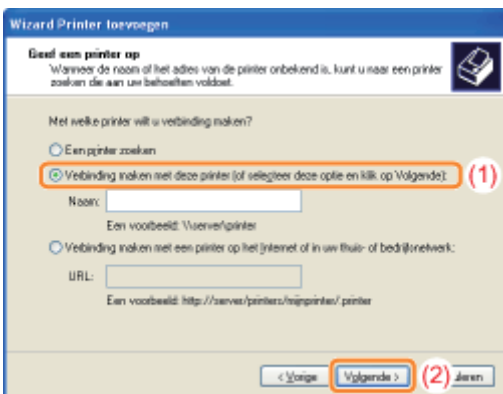 Wizard Printer toevoegen
Geef een printer op
Wanneer de naam of het adres van de printer onbekend is, kunt u naar een printer
zoeken die aan uw behoeften voldoet.
Met welke printer wilt u verbinding maken?
Een printer zoeken
Verbinding maken met deze printer (of selecteer deze optie en klik op Volgende):
(1)
Naam:
Een voorbeeld: \\server\printer
Verbinding maken met een printer op het Internet of in uw thuis- of bedrijfsnetwerk:
URL:
Een voorbeeld: http://server/printers/mijnprinter/.printer
< Vorige
Volgende >
(2)
uleren